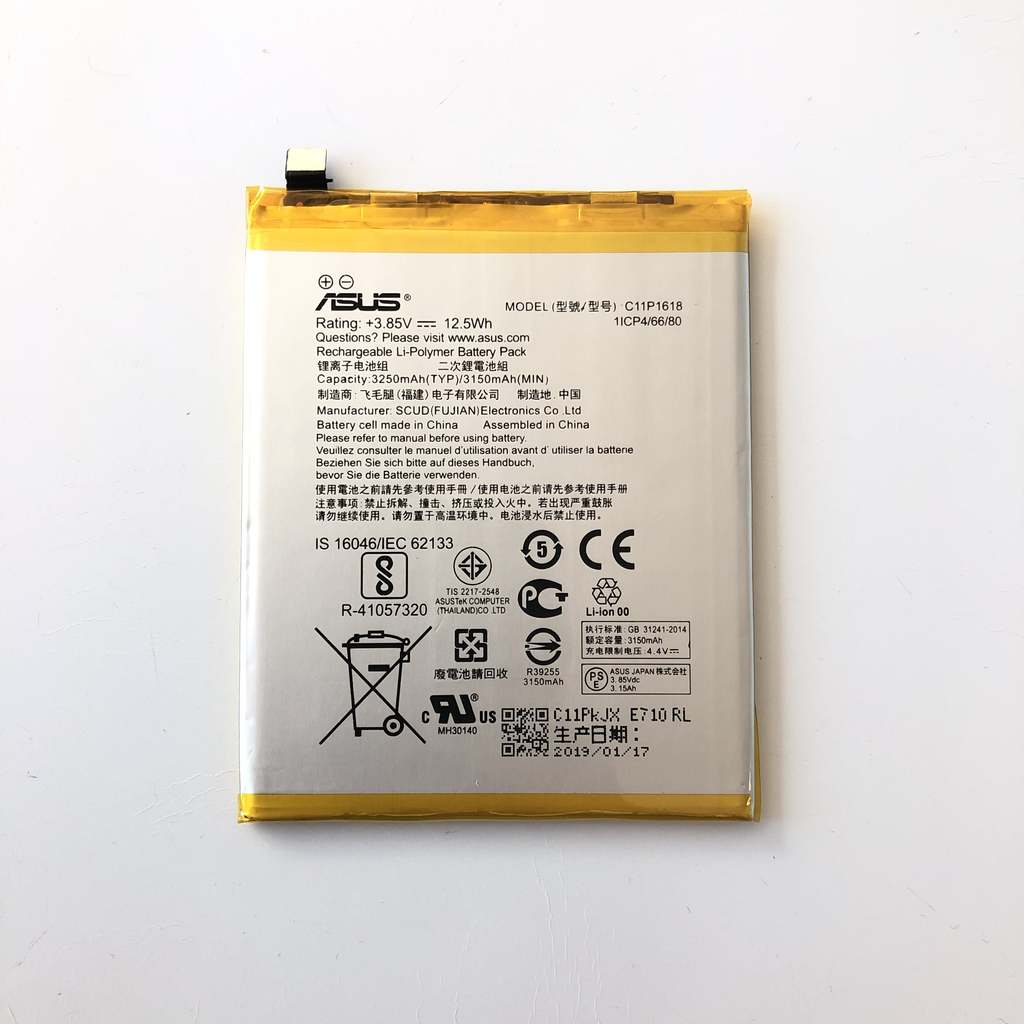 ASUS®
MODEL (型號/型号) C11P1618
Rating: +3.85V 12.5Wh 1ICP4/66/80
Questions? Please visit www.asus.com
Rechargeable Li-Polymer Battery Pack
锂离子电池组 二次鋰電池組
Capacity:3250mAh(TYP)/3150mAh(MIN)
制造商: 飞毛腿(福建)电子有限公司 制造地. 中国
Manufacturer: SCUD(FUJIAN)Electronics Co .Ltd
Battery cell made in China Assembled in China
Please refer to manual before using battery.
Veuillez consulter le manuel d'utilisation avant d' utiliser la batterie
Beziehen Sie sich bitte auf dieses Handbuch,
bevor Sie die Batterie verwenden.
使用電池之前請先參考使用手冊/使用电池之前请先参考使用手册
注意事项: 禁止拆解、撞击、挤压或投入火中。若出现严重鼓胀
请勿继续使用。请勿置于高温环境中。电池浸水后禁止使用。
IS 16046/IEC 62133
R-41057320
TIS 2217-2548
ASUSTeK COMPUTER
(THAILAND)CO .LTD
5
CE
PC
Li-ion 00
执行标准: GB 31241-2014
额定容量: 3150mAh
充电限制电压: 4.4V
廢電池請回收
R39255
3150mAh
PSE
ASUS JAPAN 株式会社
3. 85Vdc
3. 15Ah
c RU® US
MH30140
C11PkJX E710 RL
生产日期:
2019/01/17